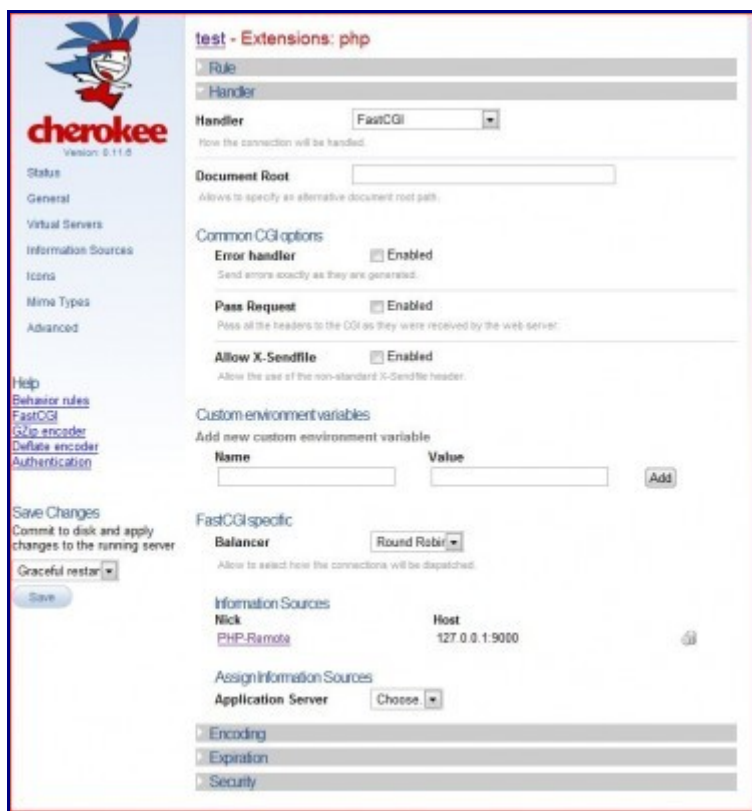 cherokee
Version: 0.11.6
Status
General
Virtual Servers
Information Sources
Icons
Mime Types
Advanced
Help
Behavior rules
FastCGI
GZip encoder
Deflate encoder
Authentication
Save Changes
Commit to disk and apply
changes to the running server
Graceful restar
Save
test - Extensions: php
Rule
Handler
Handler FastCGI
How the connection will be handled.
Document Root
Allows to specify an alternative document root path.
Common CGI options
Error handler Enabled
Send errors exactly as they are generated.
Pass Request Enabled
Pass all the headers to the CGI as they were received by the web server.
Allow X-Sendfile Enabled
Allow the use of the non-standard X-Sendfile header.
Custom environment variables
Add new custom environment variable
Name Value
Add
FastCGI specific
Balancer Round Robin
Allow to select how the connections will be dispatched.
Information Sources
Nick Host
PHP-Remote 127.0.0.1:9000
Assign Information Sources
Application Server Choose.
Encoding
Expiration
Security